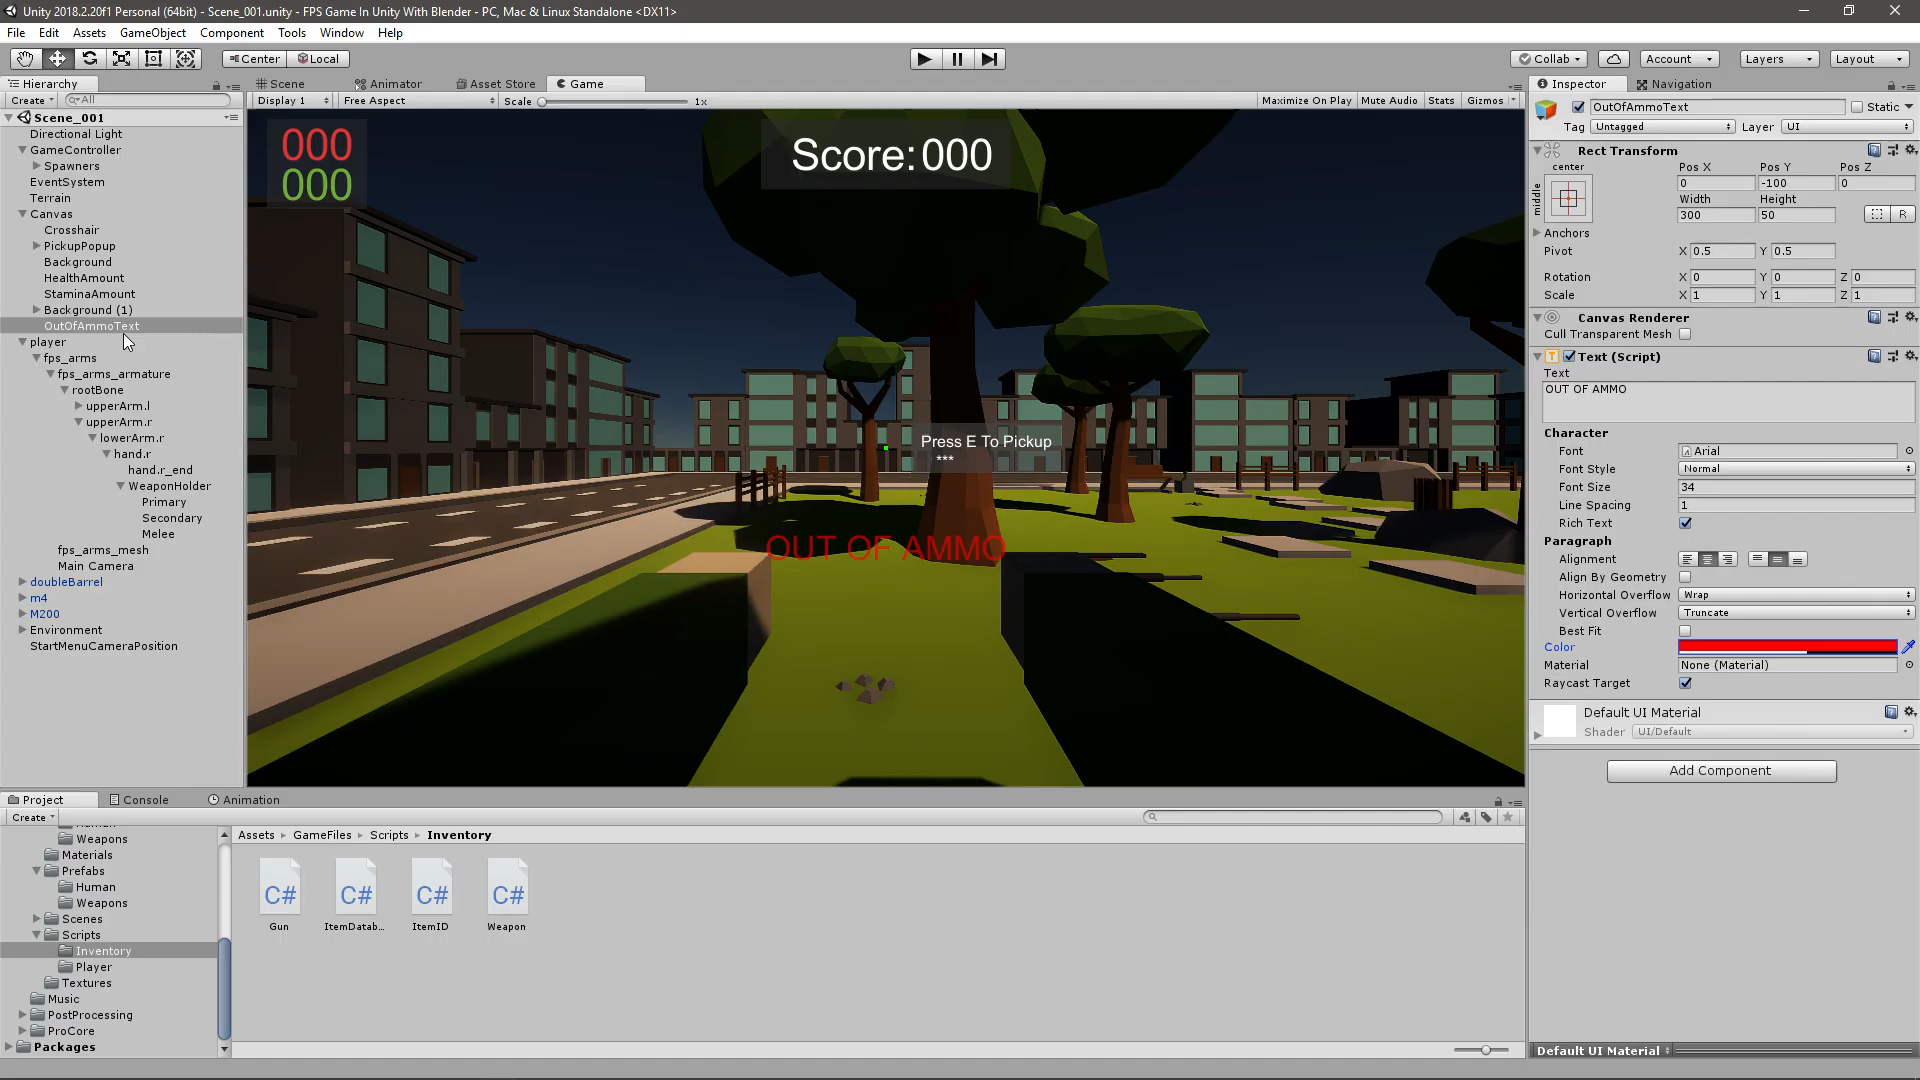 Unity 2018.2.20f1 Personal (64bit) - Scene_001.unity - FPS Game In Unity With Blender - PC, Mac & Linux Standalone <DX11>
File Edit Assets GameObject Component Tools Window Help
Center Local Collab Account Layers Layout
Hierarchy
Create All
Scene_001
Directional Light
GameController
Spawners
EventSystem
Terrain
Canvas
Crosshair
PickupPopup
Background
HealthAmount
StaminaAmount
Background (1)
OutOfAmmoText
player
fps_arms
fps_arms_armature
rootBone
upperArm.l
upperArm.r
lowerArm.r
hand.r
hand.r_end
WeaponHolder
Primary
Secondary
Melee
fps_arms_mesh
Main Camera
doubleBarrel
m4
M200
Environment
StartMenuCameraPosition
Scene Animator Asset Store Game
Display 1 Free Aspect Scale 1x Maximize On Play Mute Audio Stats Gizmos
000
000
Score: 000
Press E To Pickup
***
OUT OF AMMO
Inspector Navigation
OutOfAmmoText Static
Tag Untagged Layer UI
Rect Transform
center
middle
Pos X Pos Y Pos Z
0 -100 0
Width Height
300 50 R
Anchors
Pivot X 0.5 Y 0.5
Rotation X 0 Y 0 Z 0
Scale X 1 Y 1 Z 1
Canvas Renderer
Cull Transparent Mesh
Text (Script)
Text
OUT OF AMMO
Character
Font Arial
Font Style Normal
Font Size 34
Line Spacing 1
Rich Text
Paragraph
Alignment
Align By Geometry
Horizontal Overflow Wrap
Vertical Overflow Truncate
Best Fit
Color
Material None (Material)
Raycast Target
Default UI Material
Shader UI/Default
Add Component
Default UI Material
Project Console Animation
Create
Weapons
Materials
Prefabs
Human
Weapons
Scenes
Scripts
Inventory
Player
Textures
Music
PostProcessing
ProCore
Packages
Assets GameFiles Scripts Inventory
C# C# C# C#
Gun ItemDatab... ItemID Weapon